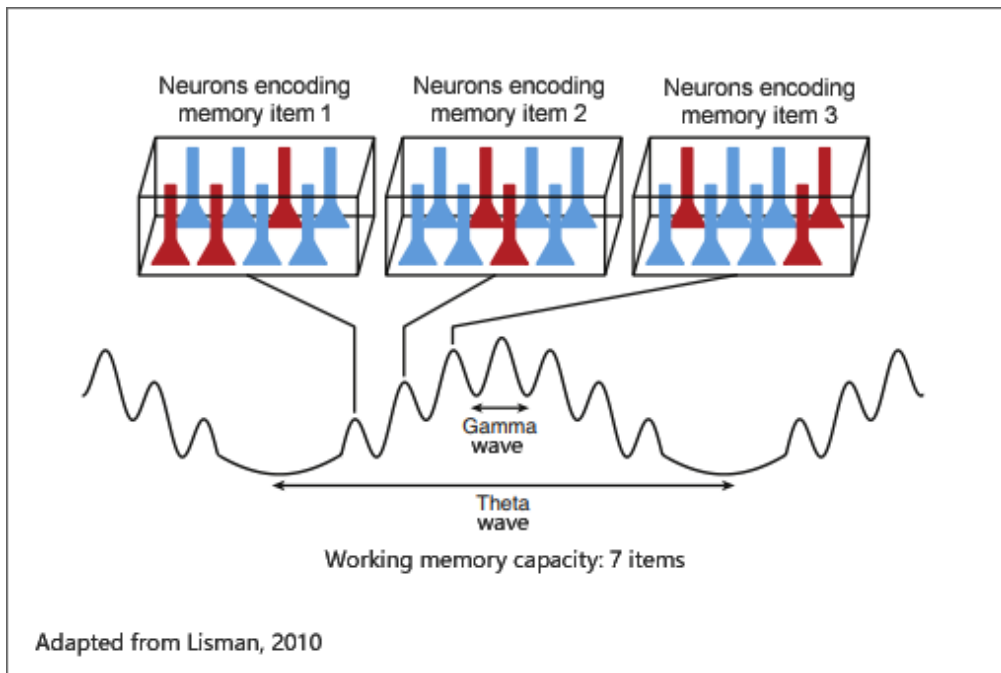 Neurons encoding
memory item 1
Neurons encoding
memory item 2
Neurons encoding
memory item 3
Gamma
wave
Theta
wave
Working memory capacity: 7 items
Adapted from Lisman, 2010